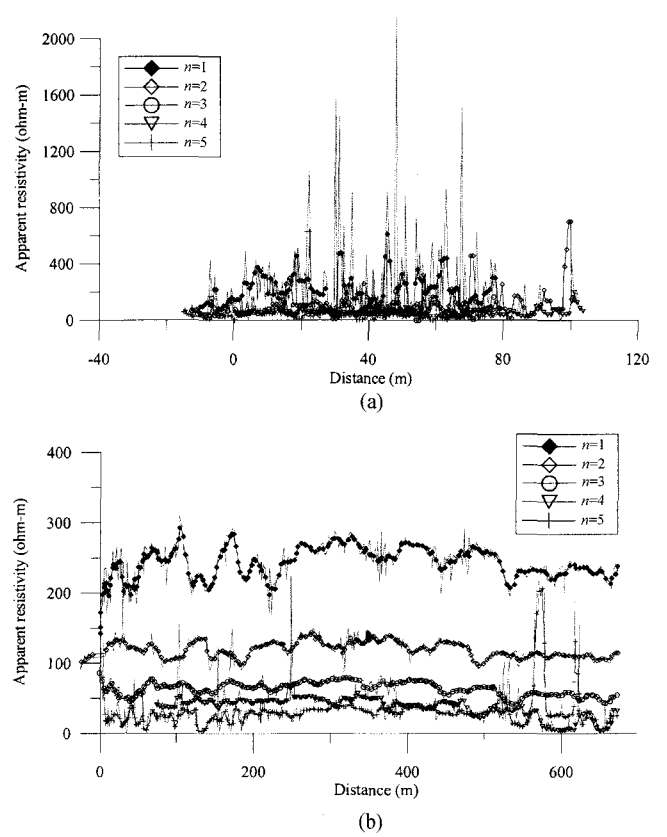 2000
1600
1200
800
400
0
Apparent resistivity (ohm-m)
n=1
n=2
n=3
n=4
n=5
-40
0
40
80
120
Distance (m)
(a)
400
300
200
100
0
Apparent resistivity (ohm-m)
n=1
n=2
n=3
n=4
n=5
0
200
400
600
Distance (m)
(b)